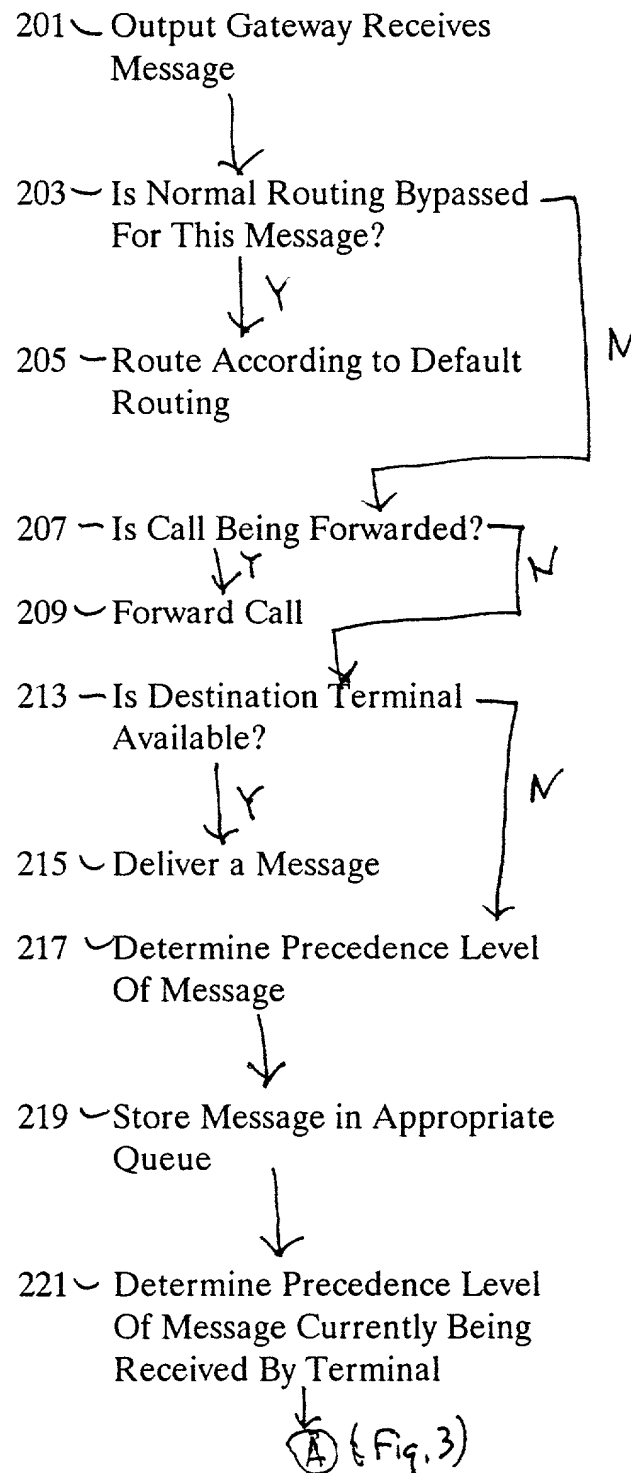 201 Output Gateway Receives
Message
203 Is Normal Routing Bypassed
For This Message?
Y
N
205 Route According to Default
Routing
207 Is Call Being Forwarded?
Y
N
209 Forward Call
213 Is Destination Terminal
Available?
Y
N
215 Deliver a Message
217 Determine Precedence Level
Of Message
219 Store Message in Appropriate
Queue
221 Determine Precedence Level
Of Message Currently Being
Received By Terminal
A (Fig. 3)